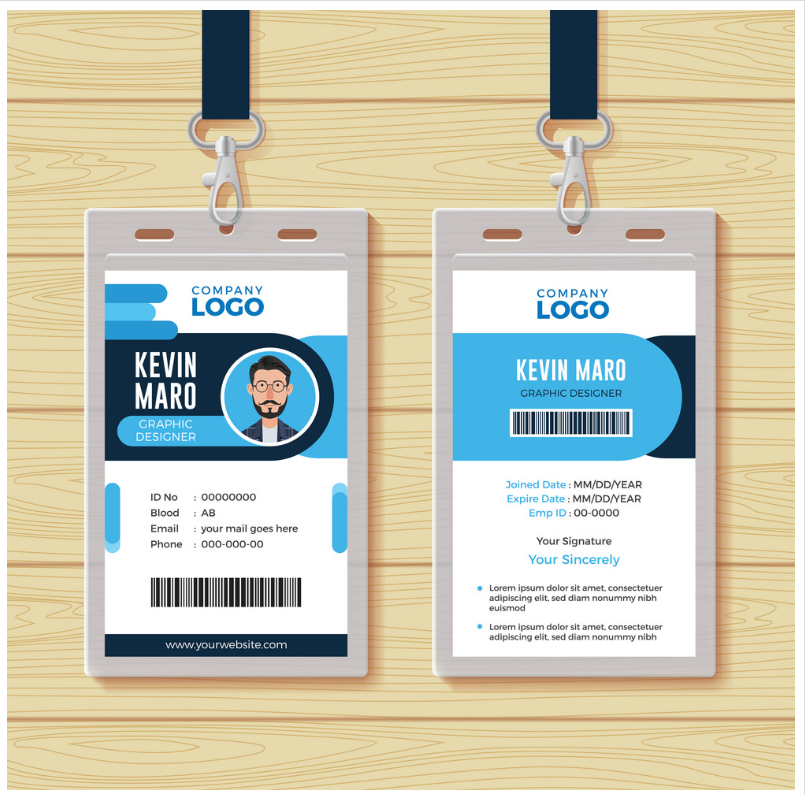 COMPANY
LOGO
KEVIN
MARO
GRAPHIC
DESIGNER
ID No : 00000000
Blood : AB
Email : your mail goes here
Phone : 000-000-00
www.yourwebsite.com
COMPANY
LOGO
KEVIN MARO
GRAPHIC DESIGNER
Joined Date : MM/DD/YEAR
Expire Date : MM/DD/YEAR
Emp ID : 00-0000
Your Signature
Your Sincerely
Lorem ipsum dolor sit amet, consectetuer
adipiscing elit, sed diam nonummy nibh
euismod
Lorem ipsum dolor sit amet, consectetuer
adipiscing elit, sed diam nonummy nibh